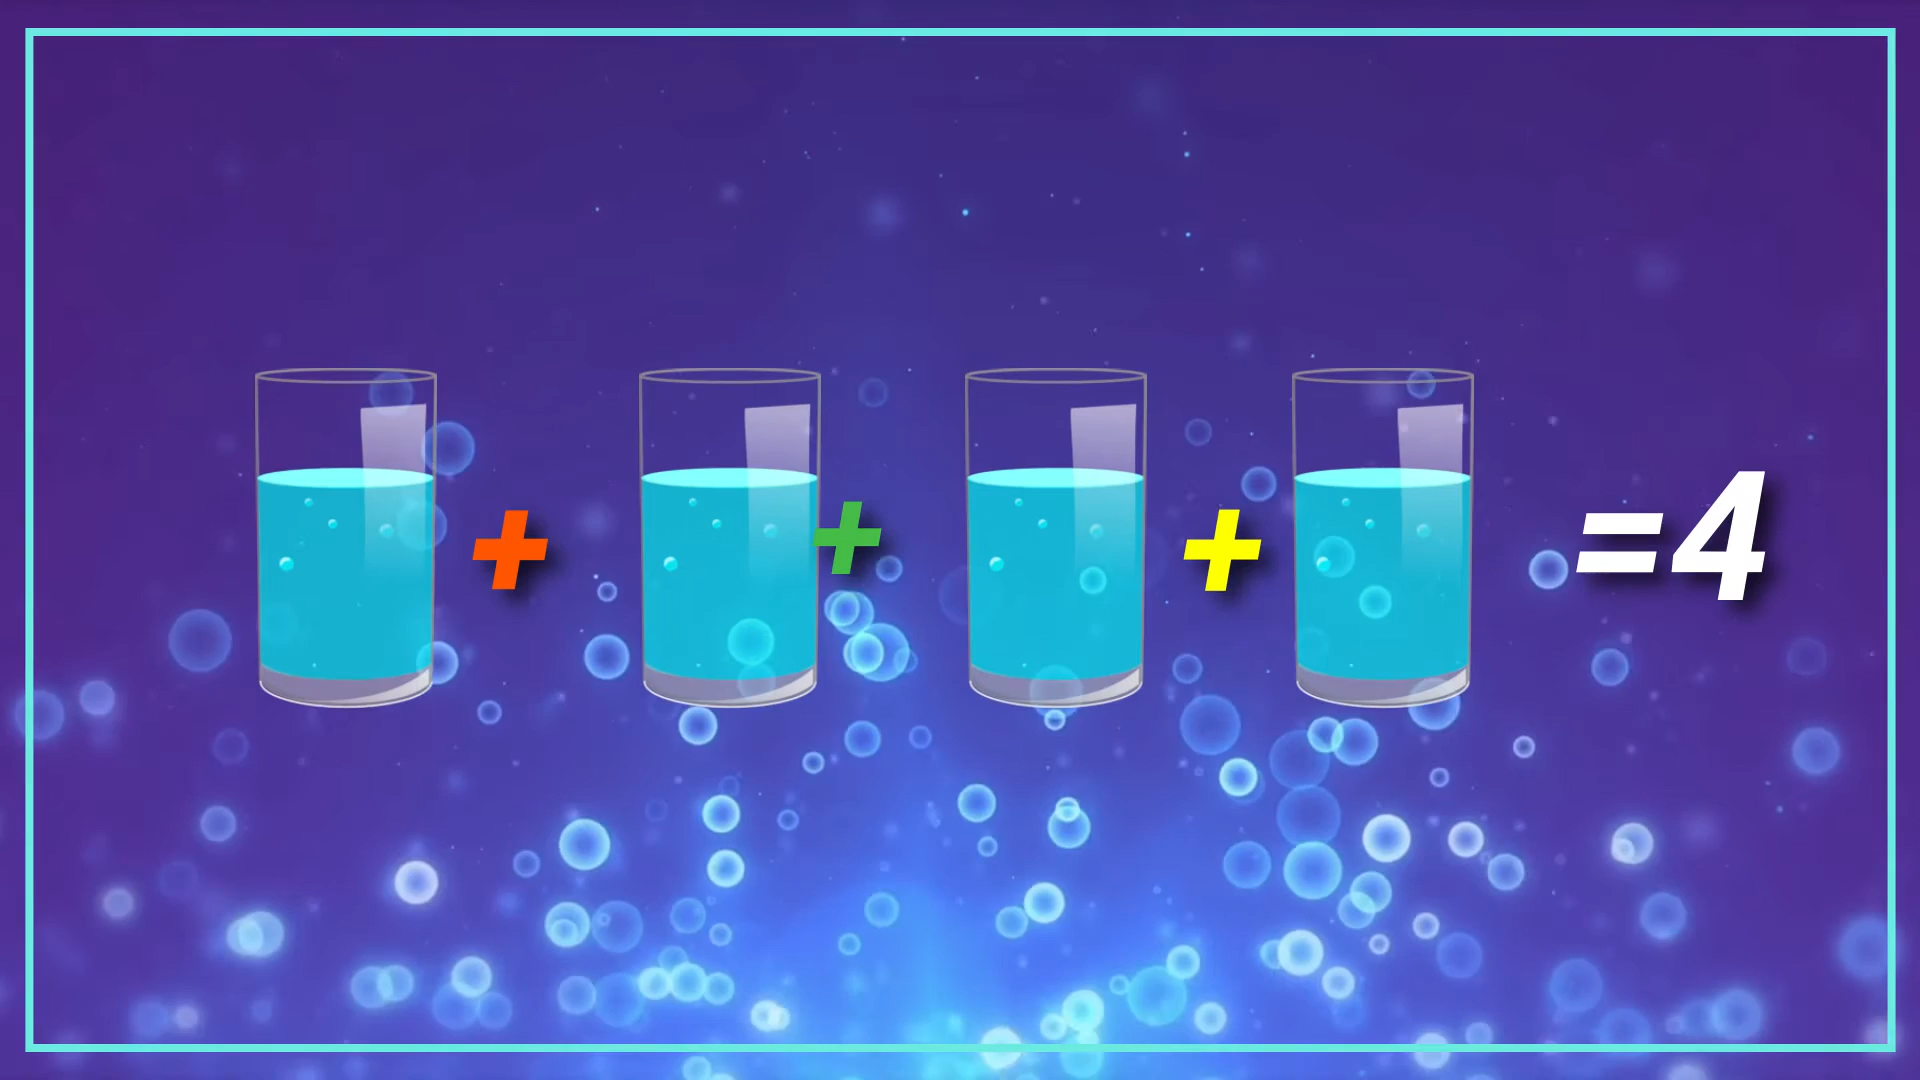 + + + =4